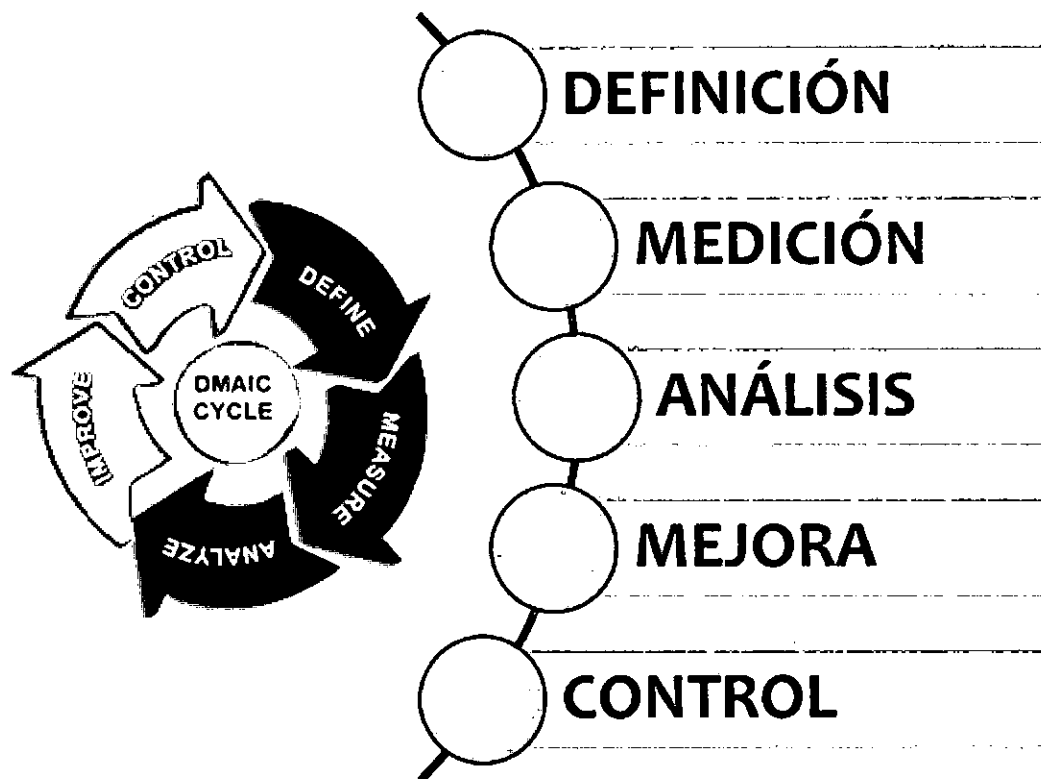 DEFINICIÓN
MEDICIÓN
ANÁLISIS
MEJORA
CONTROL
DMAIC
CYCLE
DEFINE
MEASURE
ANALYZE
IMPROVE
CONTROL